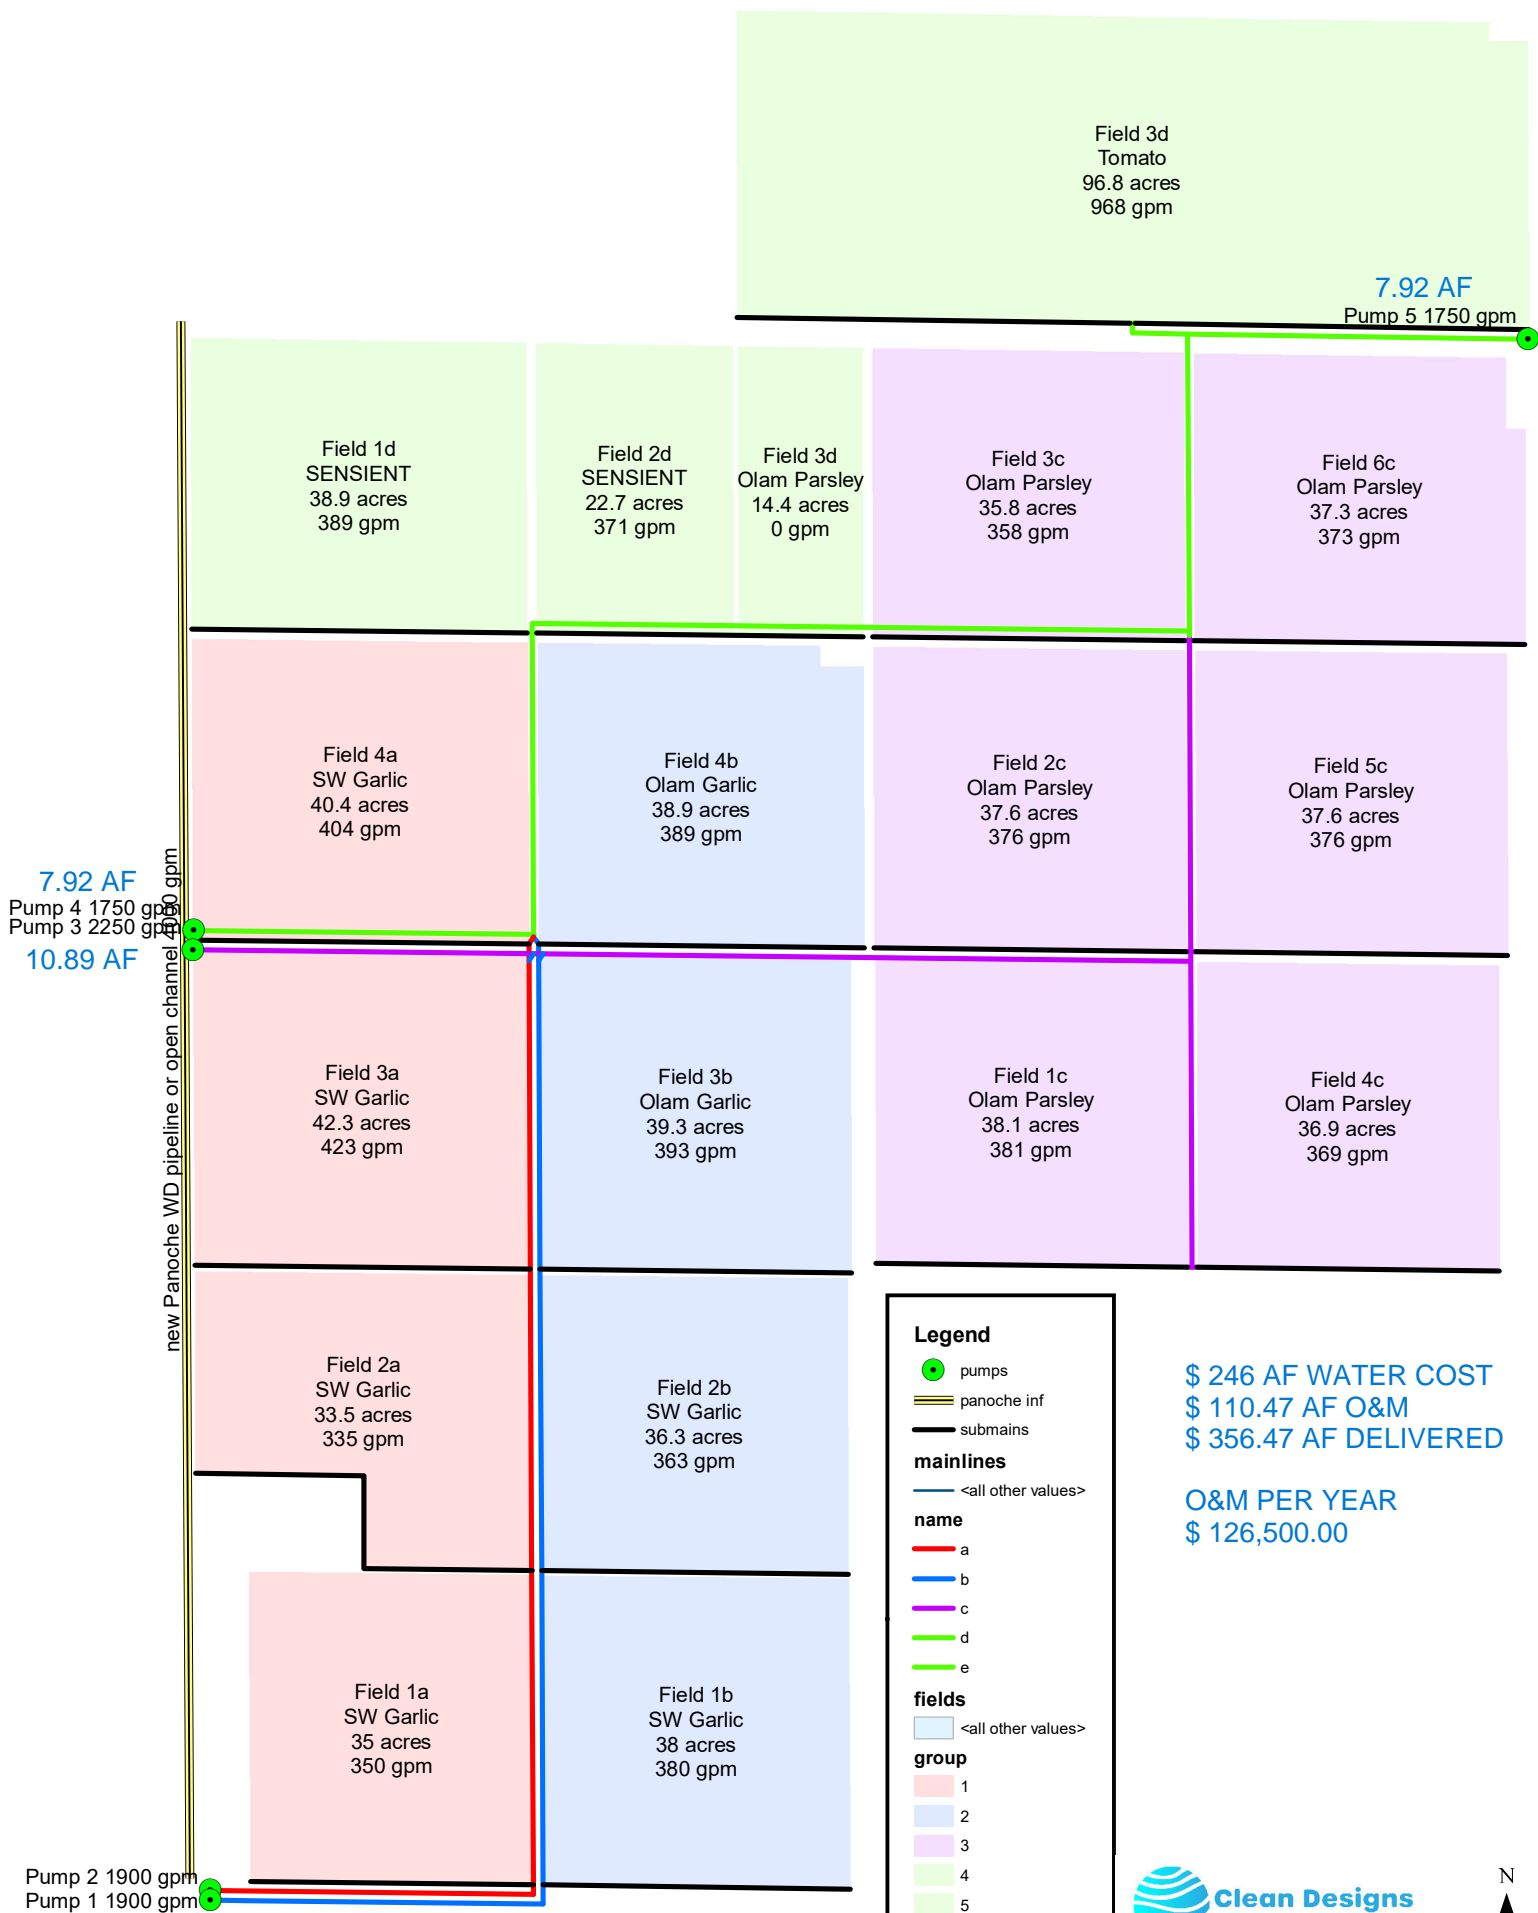 Field 3d
Tomato
96.8 acres
968 gpm
7.92 AF
Pump 5 1750 gpm
Field 1d
SENSIENT
38.9 acres
389 gpm
Field 2d
SENSIENT
22.7 acres
371 gpm
Field 3d
Olam Parsley
14.4 acres
0 gpm
Field 3c
Olam Parsley
35.8 acres
358 gpm
Field 6c
Olam Parsley
37.3 acres
373 gpm
Field 4a
SW Garlic
40.4 acres
404 gpm
Field 4b
Olam Garlic
38.9 acres
389 gpm
Field 2c
Olam Parsley
37.6 acres
376 gpm
Field 5c
Olam Parsley
37.6 acres
376 gpm
7.92 AF
Pump 4 1750 gpm
Pump 3 2250 gpm
10.89 AF
new Panoche WD pipeline or open channel 4000 gpm
Field 3a
SW Garlic
42.3 acres
423 gpm
Field 3b
Olam Garlic
39.3 acres
393 gpm
Field 1c
Olam Parsley
38.1 acres
381 gpm
Field 4c
Olam Parsley
36.9 acres
369 gpm
Field 2a
SW Garlic
33.5 acres
335 gpm
Field 2b
SW Garlic
36.3 acres
363 gpm
Field 1a
SW Garlic
35 acres
350 gpm
Field 1b
SW Garlic
38 acres
380 gpm
Pump 2 1900 gpm
Pump 1 1900 gpm
Legend
pumps
panoche inf
submains
mainlines
<all other values>
name
a
b
c
d
e
fields
<all other values>
group
1
2
3
4
5
$ 246 AF WATER COST
$ 110.47 AF O&M
$ 356.47 AF DELIVERED
O&M PER YEAR
$ 126,500.00
Clean Designs
N